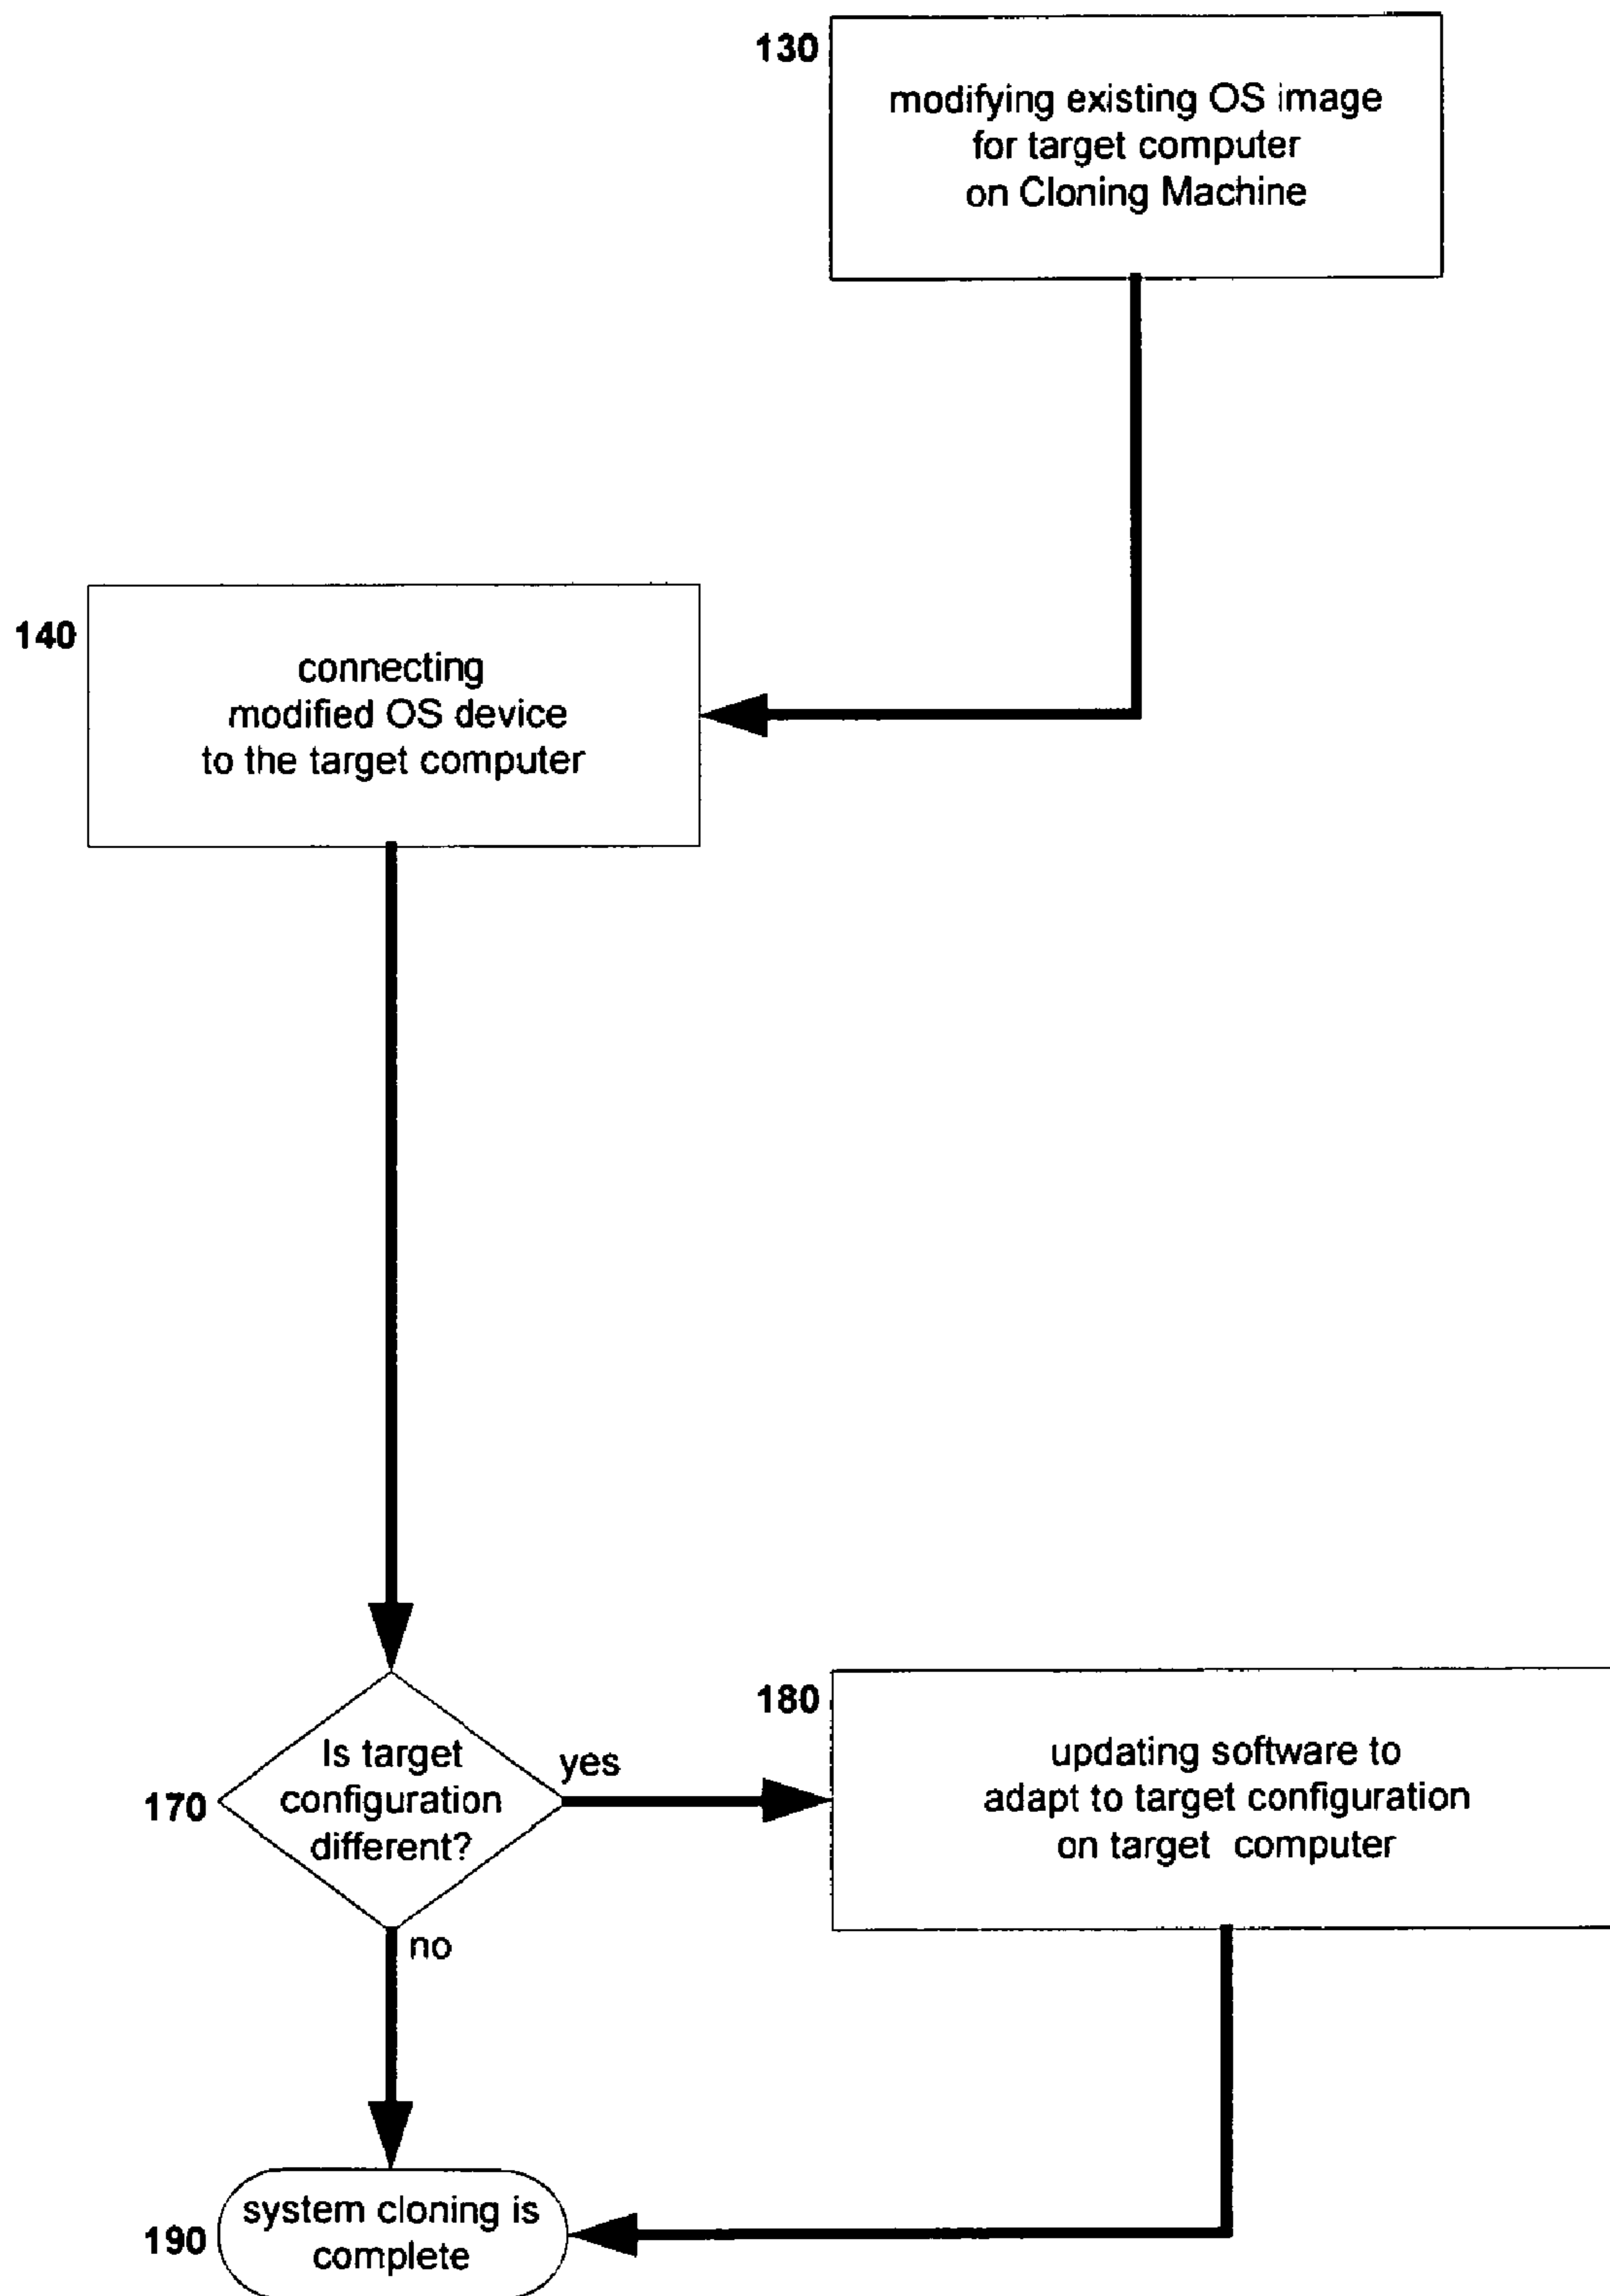 130
modifying existing OS image
for target computer
on Cloning Machine
140
connecting
modified OS device
to the target computer
170
Is target
configuration
different?
yes
no
180
updating software to
adapt to target configuration
on target computer
190
system cloning is
complete